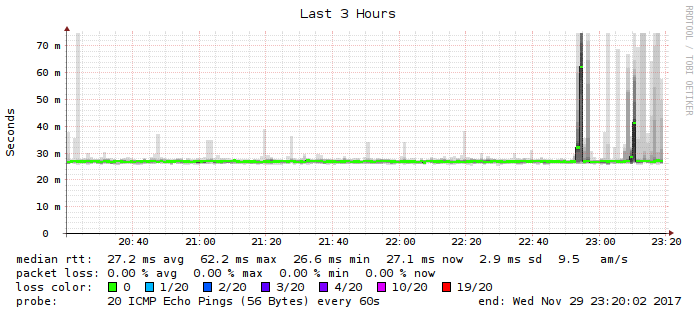 Last 3 Hours
RRDTOOL / TOBI OETIKER
Seconds
70 m
60 m
50 m
40 m
30 m
20 m
10 m
0
20:40 21:00 21:20 21:40 22:00 22:20 22:40 23:00 23:20
median rtt: 27.2 ms avg 62.2 ms max 26.6 ms min 27.1 ms now 2.9 ms sd 9.5 am/s
packet loss: 0.00 % avg 0.00 % max 0.00 % min 0.00 % now
loss color: 0 1/20 2/20 3/20 4/20 10/20 19/20
probe: 20 ICMP Echo Pings (56 Bytes) every 60s end: Wed Nov 29 23:20:02 2017